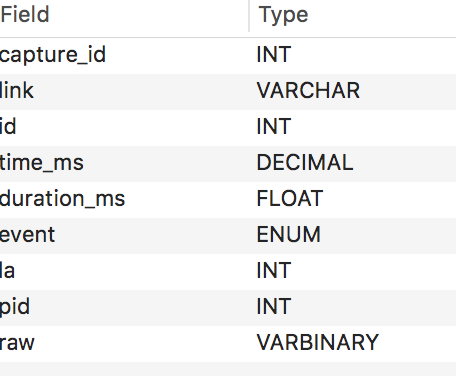 Field Type
capture_id INT
link VARCHAR
id INT
time_ms DECIMAL
duration_ms FLOAT
event ENUM
la INT
pid INT
raw VARBINARY